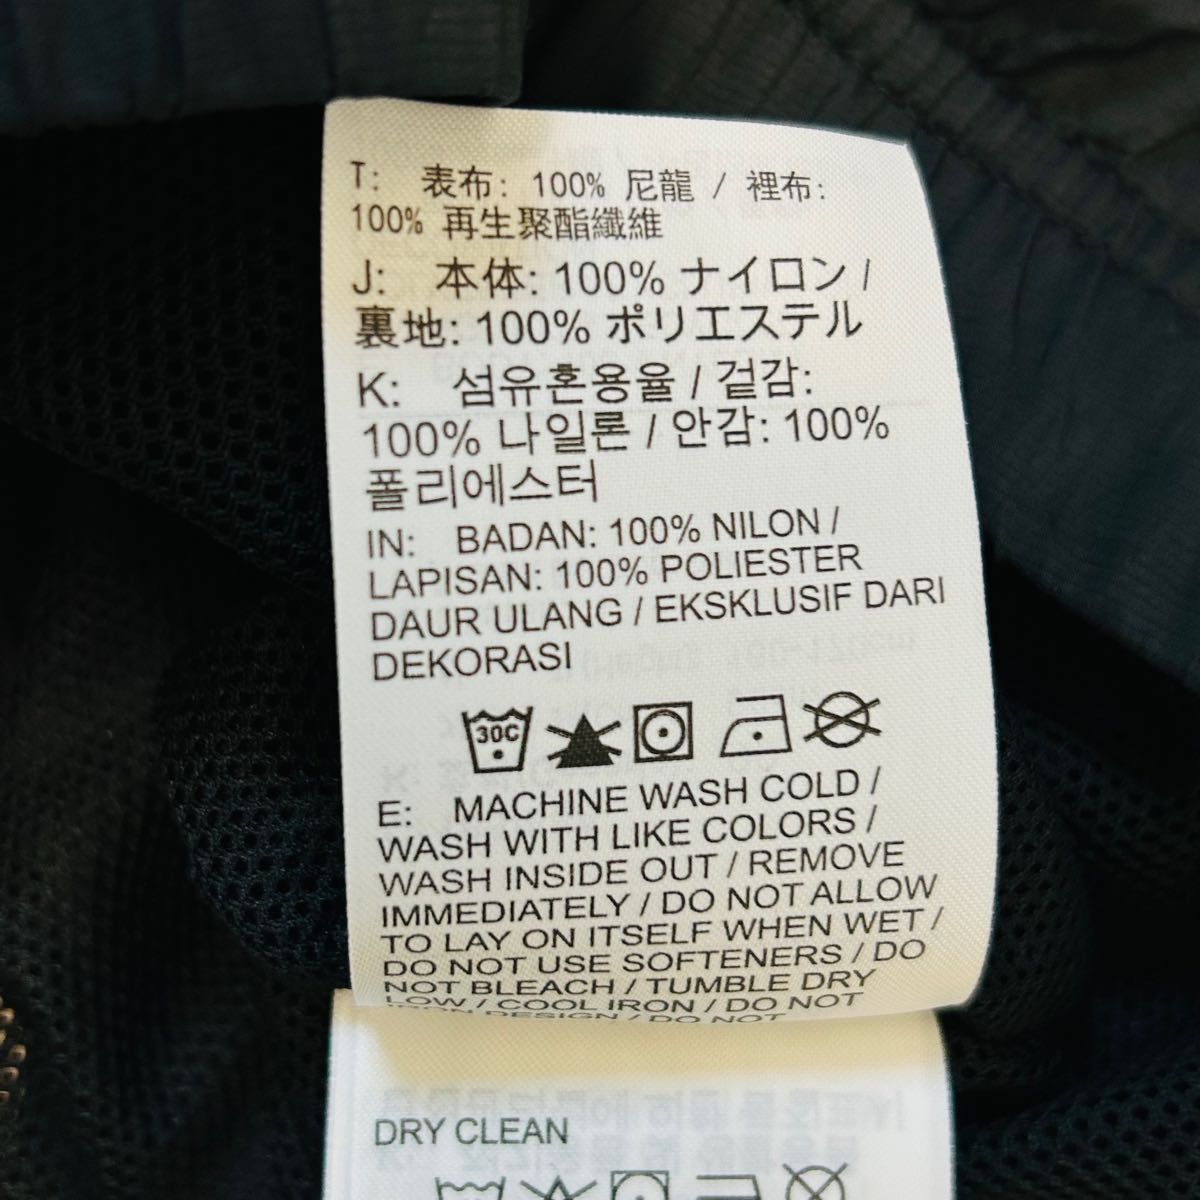 T: 表布: 100% 尼龍 / 裡布:
100% 再生聚酯纖維
J: 本体: 100% ナイロン /
裏地: 100% ポリエステル
K: 섬유혼용율 / 겉감:
100% 나일론 / 안감: 100%
폴리에스터
IN: BADAN: 100% NILON /
LAPISAN: 100% POLIESTER
DAUR ULANG / EKSKLUSIF DARI
DEKORASI
30C
E: MACHINE WASH COLD /
WASH WITH LIKE COLORS /
WASH INSIDE OUT / REMOVE
IMMEDIATELY / DO NOT ALLOW
TO LAY ON ITSELF WHEN WET /
DO NOT USE SOFTENERS / DO
NOT BLEACH / TUMBLE DRY
LOW / COOL IRON / DO NOT
IRON DESIGN / DO NOT
DRY CLEAN